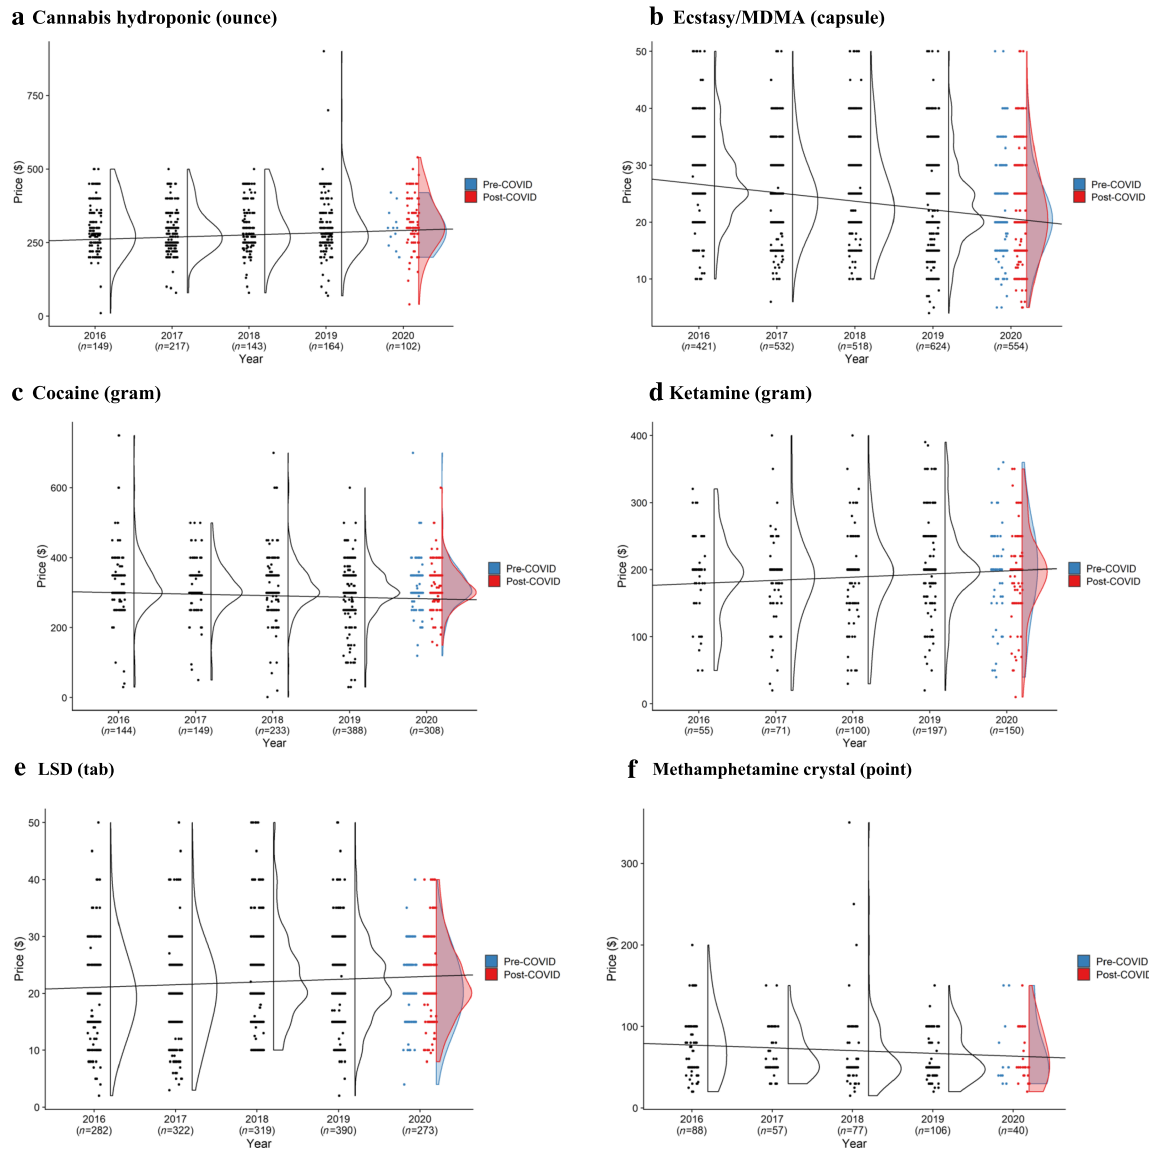 a Cannabis hydroponic (ounce)
Price ($)
750
500
250
0
2016 2017 2018 2019 2020
(n=149) (n=217) (n=143) (n=164) (n=102)
Year
Pre-COVID
Post-COVID
b Ecstasy/MDMA (capsule)
Price ($)
50
40
30
20
10
2016 2017 2018 2019 2020
(n=421) (n=532) (n=518) (n=624) (n=554)
Year
Pre-COVID
Post-COVID
c Cocaine (gram)
Price ($)
600
400
200
0
2016 2017 2018 2019 2020
(n=144) (n=149) (n=233) (n=388) (n=308)
Year
Pre-COVID
Post-COVID
d Ketamine (gram)
Price ($)
400
300
200
100
0
2016 2017 2018 2019 2020
(n=55) (n=71) (n=100) (n=197) (n=150)
Year
Pre-COVID
Post-COVID
e LSD (tab)
Price ($)
50
40
30
20
10
0
2016 2017 2018 2019 2020
(n=282) (n=322) (n=319) (n=390) (n=273)
Year
Pre-COVID
Post-COVID
f Methamphetamine crystal (point)
Price ($)
300
200
100
0
2016 2017 2018 2019 2020
(n=88) (n=57) (n=77) (n=106) (n=40)
Year
Pre-COVID
Post-COVID